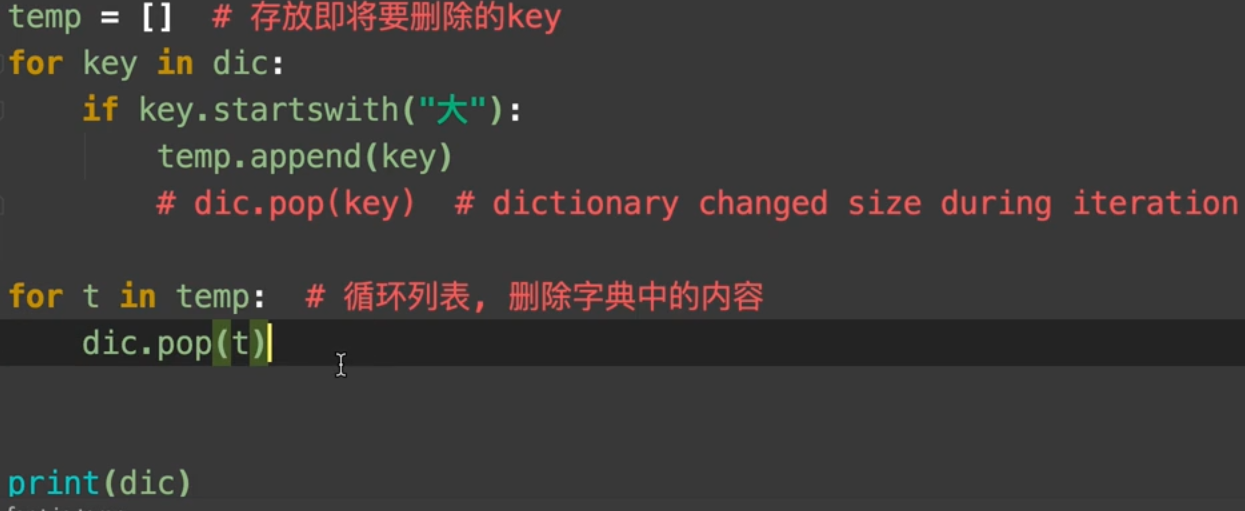 temp = []  # 存放即将要删除的key
for key in dic:
    if key.startswith("大"):
        temp.append(key)
        # dic.pop(key)  # dictionary changed size during iteration
for t in temp:  # 循环列表, 删除字典中的内容
    dic.pop(t)
print(dic)